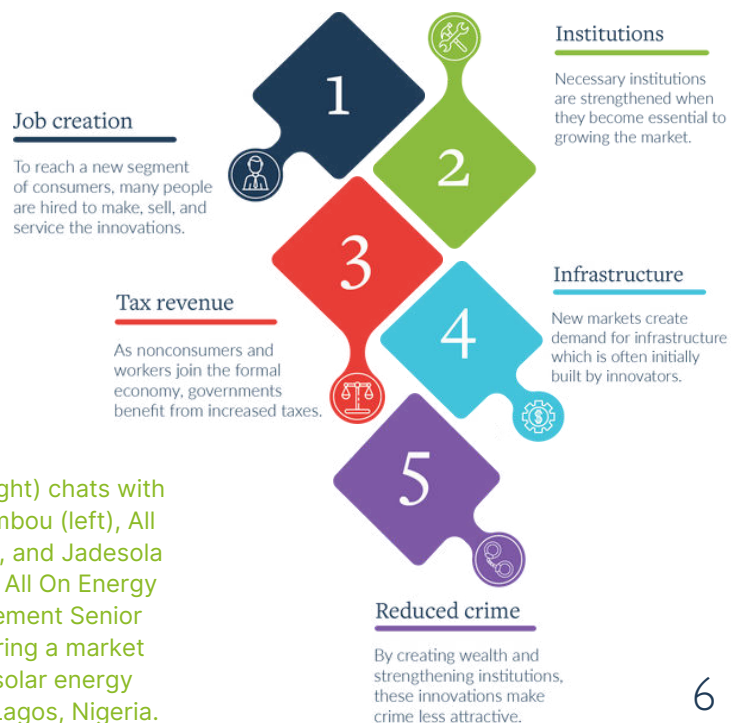 1
Job creation
To reach a new segment
of consumers, many people
are hired to make, sell, and
service the innovations.
2
Institutions
Necessary institutions
are strengthened when
they become essential to
growing the market.
3
Tax revenue
As nonconsumers and
workers join the formal
economy, governments
benefit from increased taxes.
4
Infrastructure
New markets create
demand for infrastructure
which is often initially
built by innovators.
5
Reduced crime
By creating wealth and
strengthening institutions,
these innovations make
crime less attractive.
ght) chats with
mbou (left), All
, and Jadesola
All On Energy
ement Senior
ring a market
solar energy
Lagos, Nigeria.
6